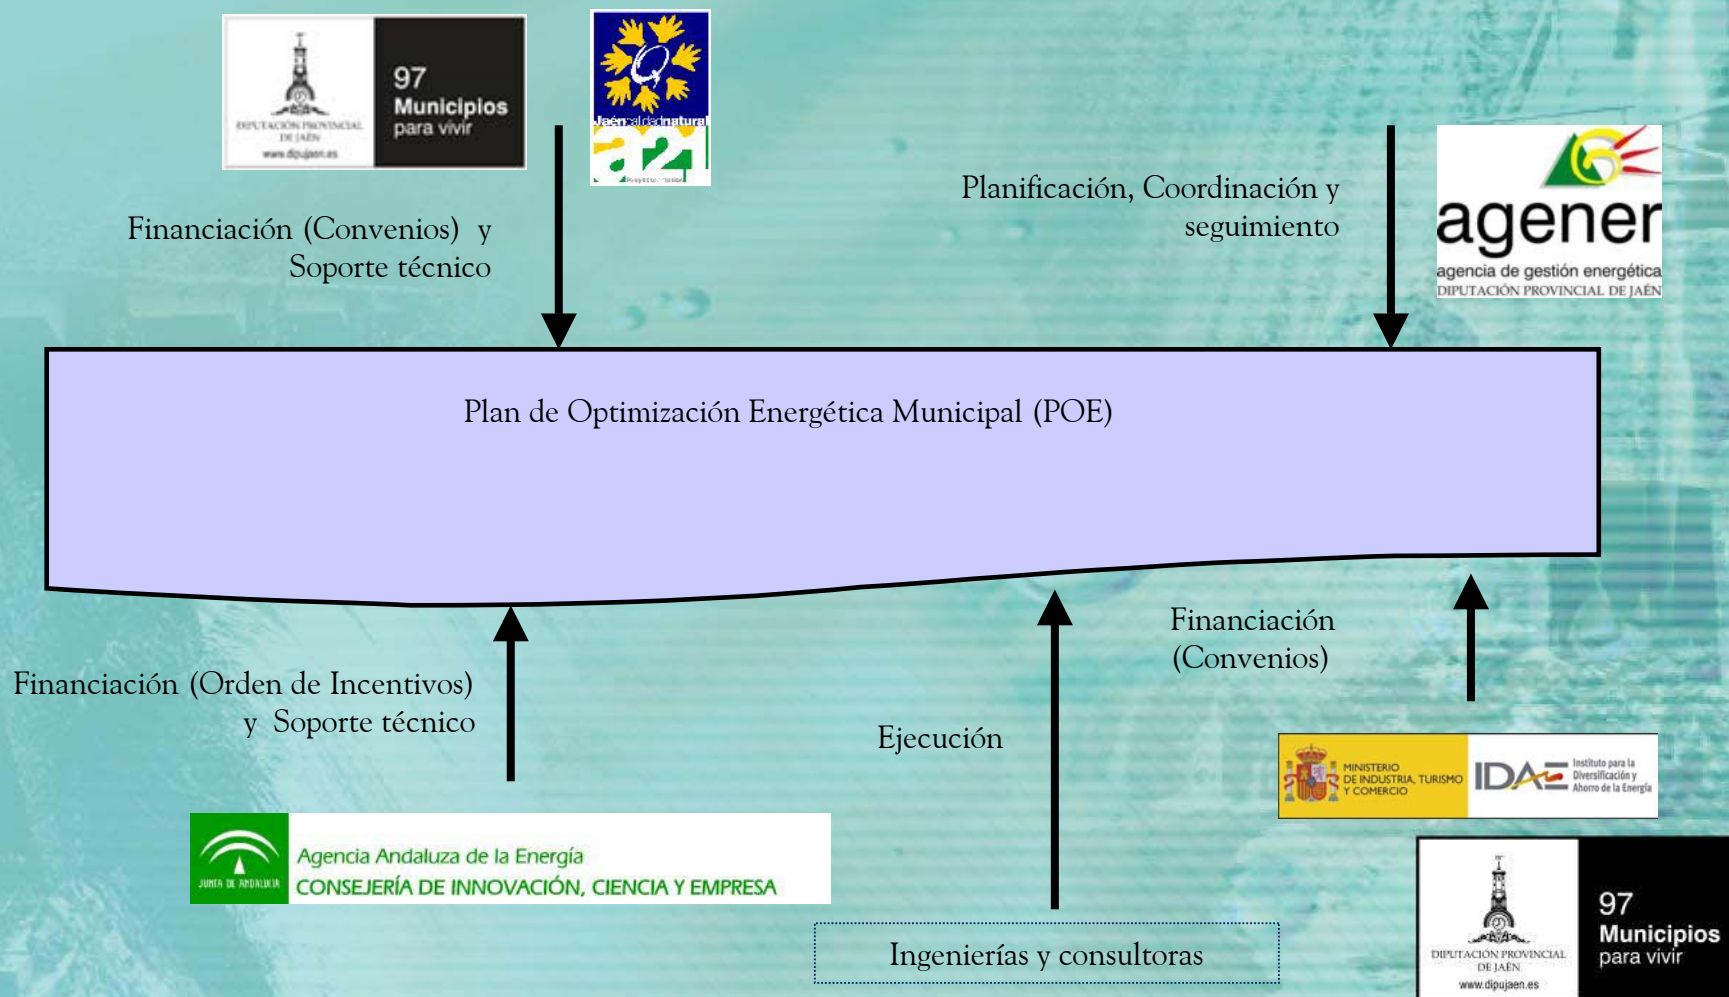 DIPUTACIÓN PROVINCIAL
DE JAÉN
www.dipujaen.es
97
Municipios
para vivir
Jaéncalidadnatural
a21
Financiación (Convenios) y
Soporte técnico
Planificación, Coordinación y
seguimiento
agener
agencia de gestión energética
DIPUTACIÓN PROVINCIAL DE JAÉN
Plan de Optimización Energética Municipal (POE)
Financiación (Orden de Incentivos)
y Soporte técnico
Ejecución
Financiación
(Convenios)
MINISTERIO
DE INDUSTRIA, TURISMO
Y COMERCIO
IDAE
Instituto para la
Diversificación y
Ahorro de la Energía
JUNTA DE ANDALUCIA
Agencia Andaluza de la Energía
CONSEJERÍA DE INNOVACIÓN, CIENCIA Y EMPRESA
Ingenierías y consultoras
DIPUTACIÓN PROVINCIAL
DE JAÉN
www.dipujaen.es
97
Municipios
para vivir